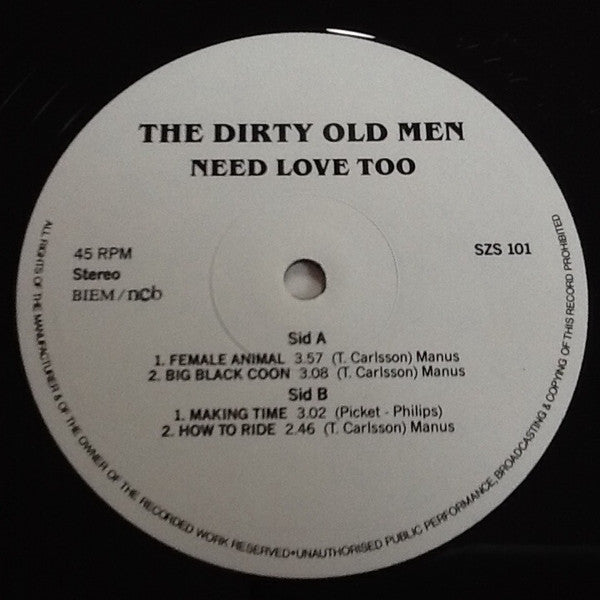 THE DIRTY OLD MEN
NEED LOVE TOO
45 RPM
Stereo
BIEM/ncb
SZS 101
Sid A
1. FEMALE ANIMAL 3.57 (T. Carlsson) Manus
2. BIG BLACK COON 3.08 (T. Carlsson) Manus
Sid B
1. MAKING TIME 3.02 (Picket - Philips)
2. HOW TO RIDE 2.46 (T. Carlsson) Manus
ALL RIGHTS OF THE MANUFACTURER & OF THE OWNER OF THE RECORDED WORK RESERVED•UNAUTHORISED PUBLIC PERFORMANCE, BROADCASTING & COPYING OF THIS RECORD PROHIBITED